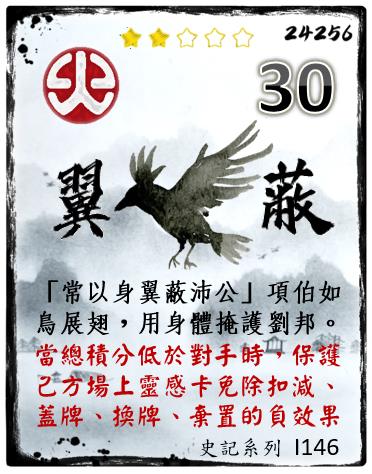 24256
火
30
翼蔽
「常以身翼蔽沛公」項伯如
鳥展翅，用身體掩護劉邦。
當總積分低於對手時，保護
己方場上靈感卡免除扣減、
蓋牌、換牌、棄置的負效果
史記系列 I146